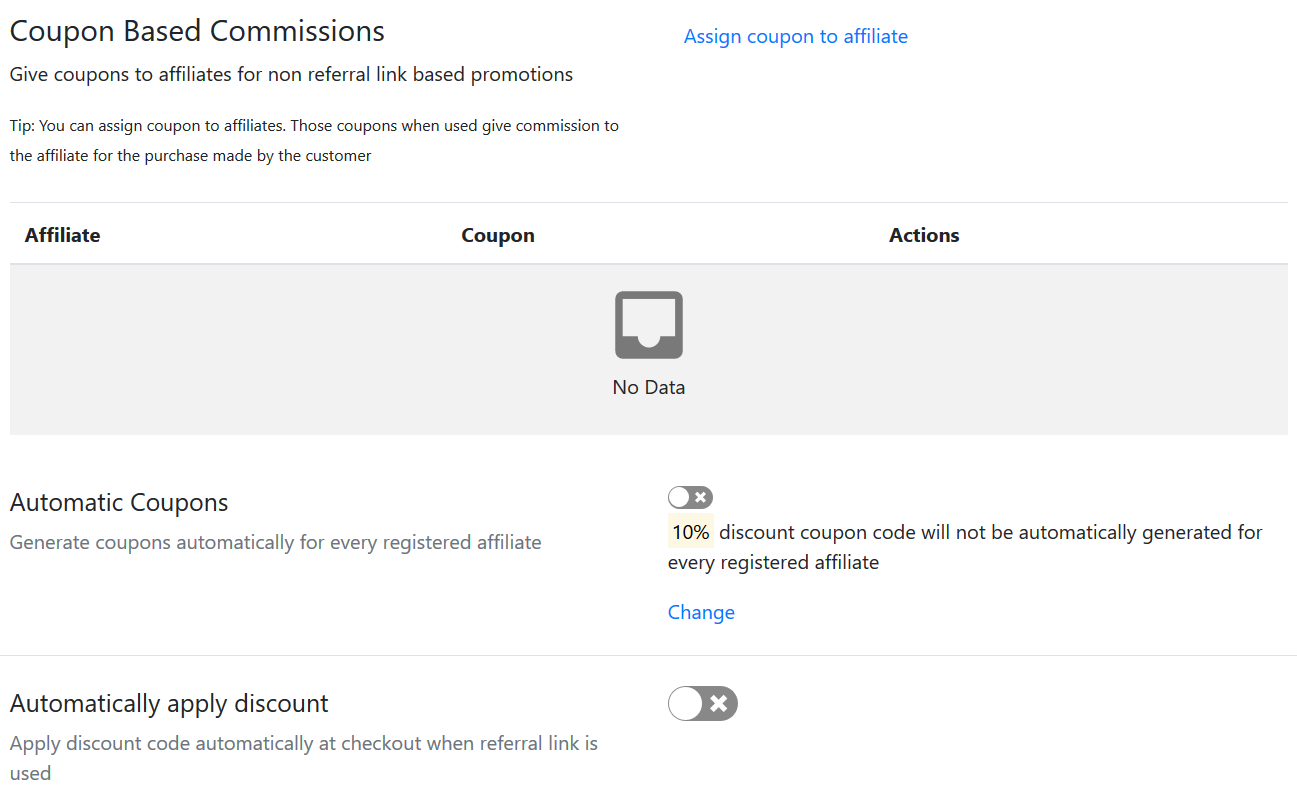 Coupon Based Commissions
Assign coupon to affiliate
Give coupons to affiliates for non referral link based promotions
Tip: You can assign coupon to affiliates. Those coupons when used give commission to
the affiliate for the purchase made by the customer
Affiliate Coupon Actions
No Data
Automatic Coupons
Generate coupons automatically for every registered affiliate
10% discount coupon code will not be automatically generated for
every registered affiliate
Change
Automatically apply discount
Apply discount code automatically at checkout when referral link is
used